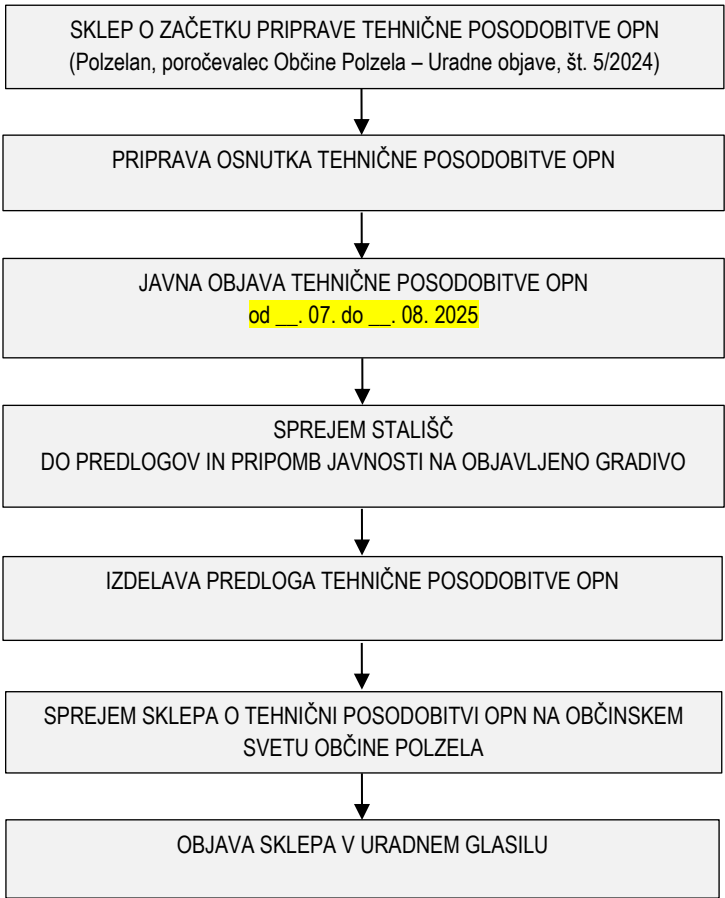 SKLEP O ZAČETKU PRIPRAVE TEHNIČNE POSODOBITVE OPN
(Polzelan, poročevalec Občine Polzela – Uradne objave, št. 5/2024)
PRIPRAVA OSNUTKA TEHNIČNE POSODOBITVE OPN
JAVNA OBJAVA TEHNIČNE POSODOBITVE OPN
od __. 07. do __. 08. 2025
SPREJEM STALIŠČ
DO PREDLOGOV IN PRIPOMB JAVNOSTI NA OBJAVLJENO GRADIVO
IZDELAVA PREDLOGA TEHNIČNE POSODOBITVE OPN
SPREJEM SKLEPA O TEHNIČNI POSODOBITVI OPN NA OBČINSKEM
SVETU OBČINE POLZELA
OBJAVA SKLEPA V URADNEM GLASILU